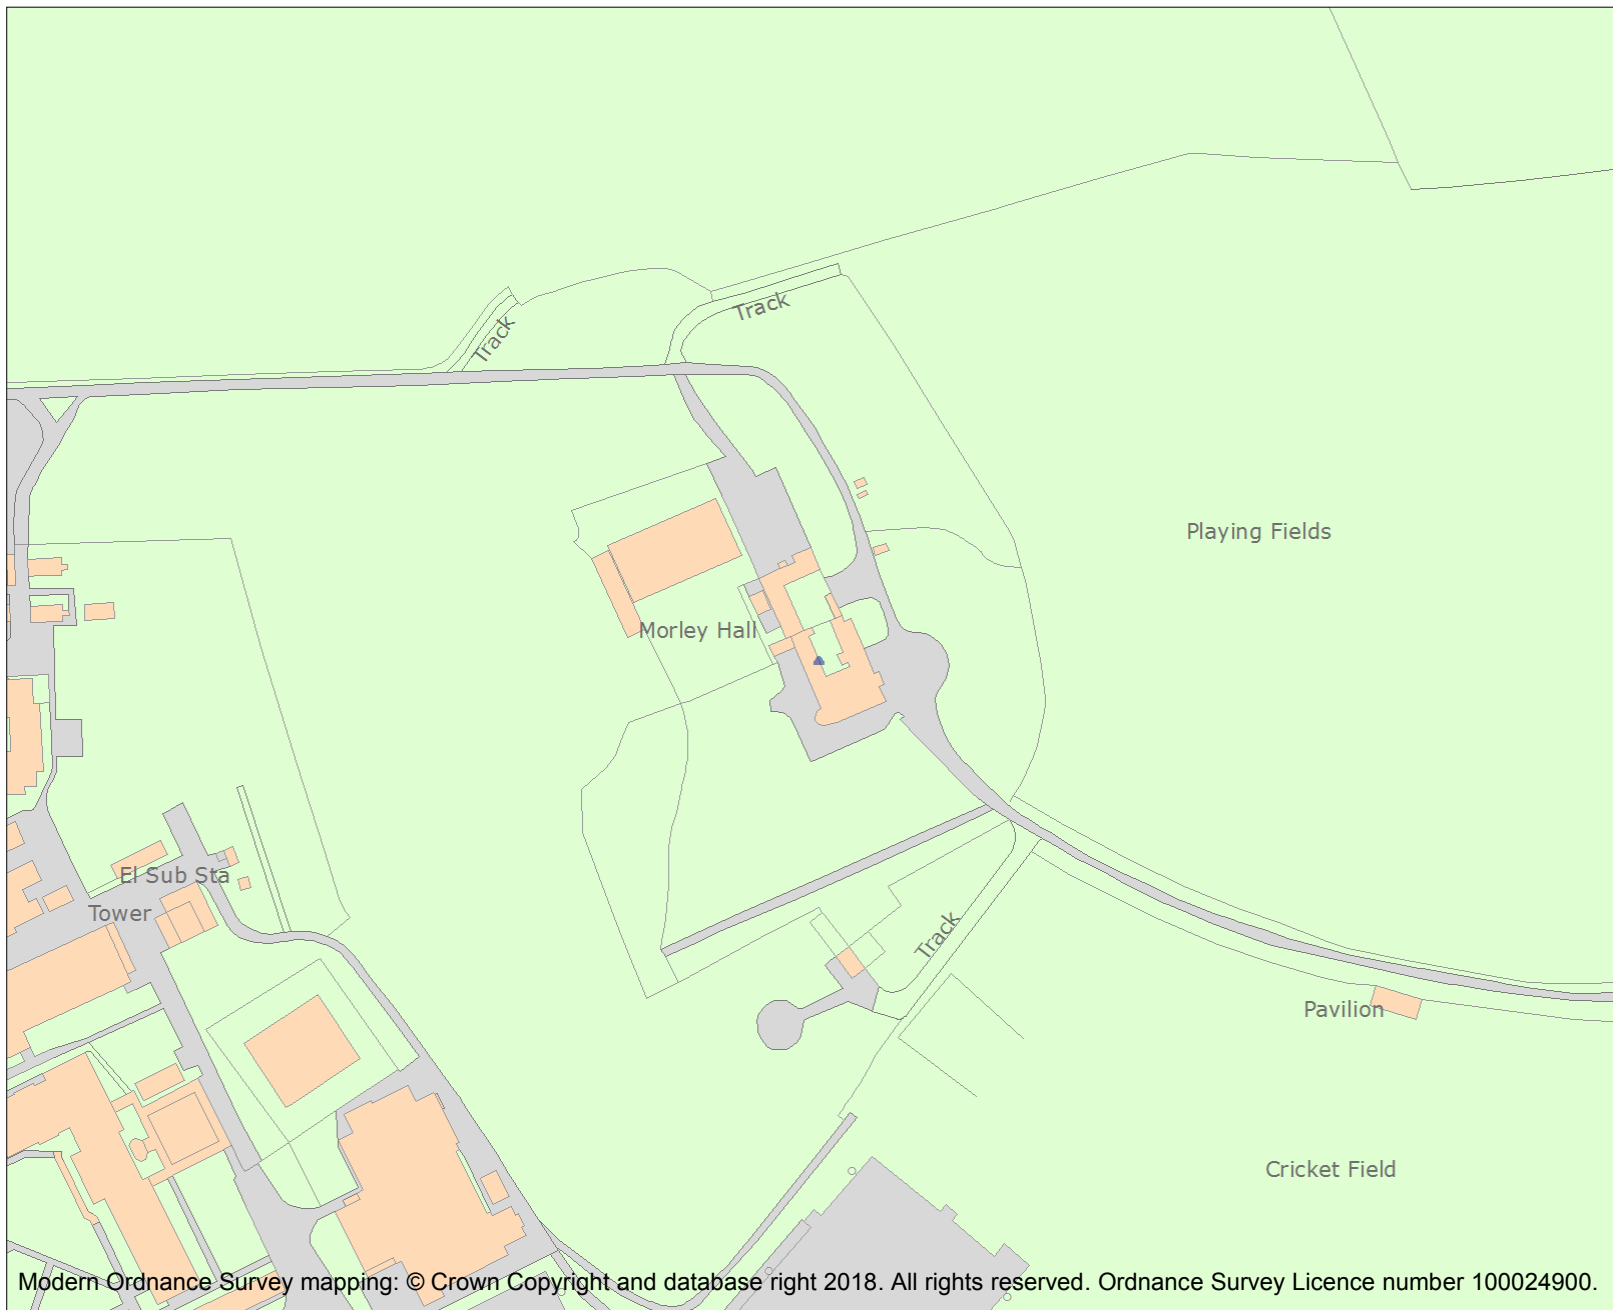 Track
Track
Playing Fields
Morley Hall
El Sub Sta
Tower
Track
Pavilion
Cricket Field
Modern Ordnance Survey mapping: © Crown Copyright and database right 2018. All rights reserved. Ordnance Survey Licence number 100024900.